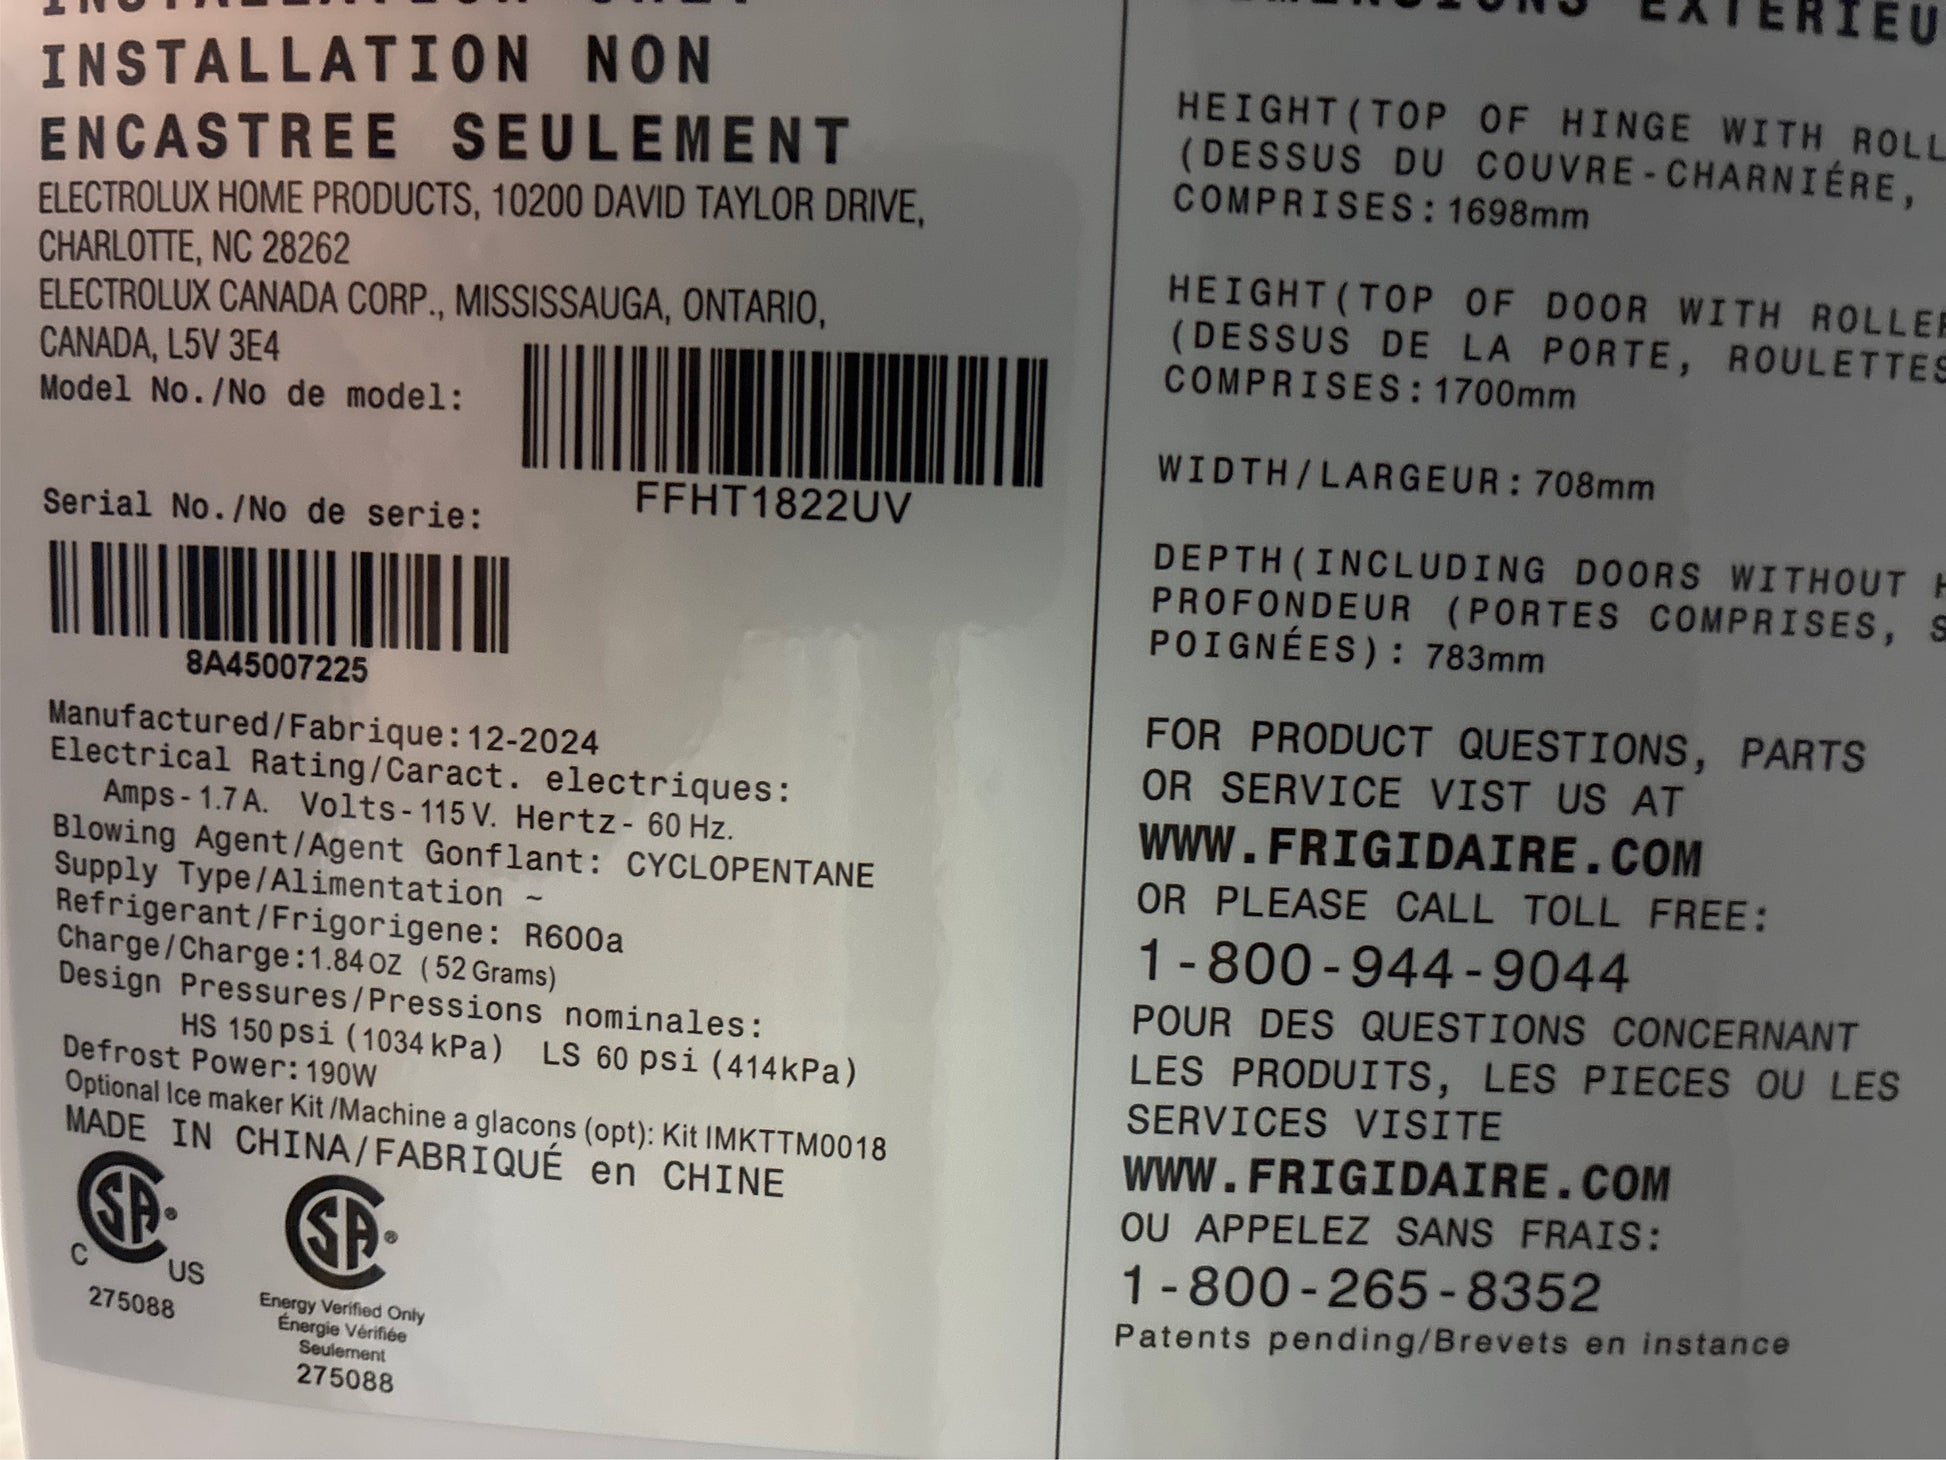 INSTALLATION NON
ENCASTREE SEULEMENT
ELECTROLUX HOME PRODUCTS, 10200 DAVID TAYLOR DRIVE,
CHARLOTTE, NC 28262
ELECTROLUX CANADA CORP., MISSISSAUGA, ONTARIO,
CANADA, L5V 3E4
Model No./No de model:
FFHT1822UV
Serial No./No de serie:
8A45007225
Manufactured/Fabrique:12-2024
Electrical Rating/Caract. electriques:
Amps-1.7A. Volts-115V. Hertz- 60Hz.
Blowing Agent/Agent Gonflant: CYCLOPENTANE
Supply Type/Alimentation ~
Refrigerant/Frigorigene: R600a
Charge/Charge:1.84OZ (52Grams)
Design Pressures/Pressions nominales:
HS 150psi (1034kPa) LS 60 psi (414kPa)
Defrost Power:190W
Optional Ice maker Kit /Machine a glacons (opt): Kit IMKTTM0018
MADE IN CHINA/FABRIQUÉ en CHINE
SA®
C US
275088
SA®
Energy Verified Only
Énergie Vérifiée
Seulement
275088
EXTERIEU
HEIGHT(TOP OF HINGE WITH ROLL
(DESSUS DU COUVRE-CHARNIÉRE,
COMPRISES:1698mm
HEIGHT(TOP OF DOOR WITH ROLLER
(DESSUS DE LA PORTE, ROULETTES
COMPRISES:1700mm
WIDTH/LARGEUR:708mm
DEPTH(INCLUDING DOORS WITHOUT H
PROFONDEUR (PORTES COMPRISES, S
POIGNÉES): 783mm
FOR PRODUCT QUESTIONS, PARTS
OR SERVICE VIST US AT
WWW.FRIGIDAIRE.COM
OR PLEASE CALL TOLL FREE:
1-800-944-9044
POUR DES QUESTIONS CONCERNANT
LES PRODUITS, LES PIECES OU LES
SERVICES VISITE
WWW.FRIGIDAIRE.COM
OU APPELEZ SANS FRAIS:
1-800-265-8352
Patents pending/Brevets en instance